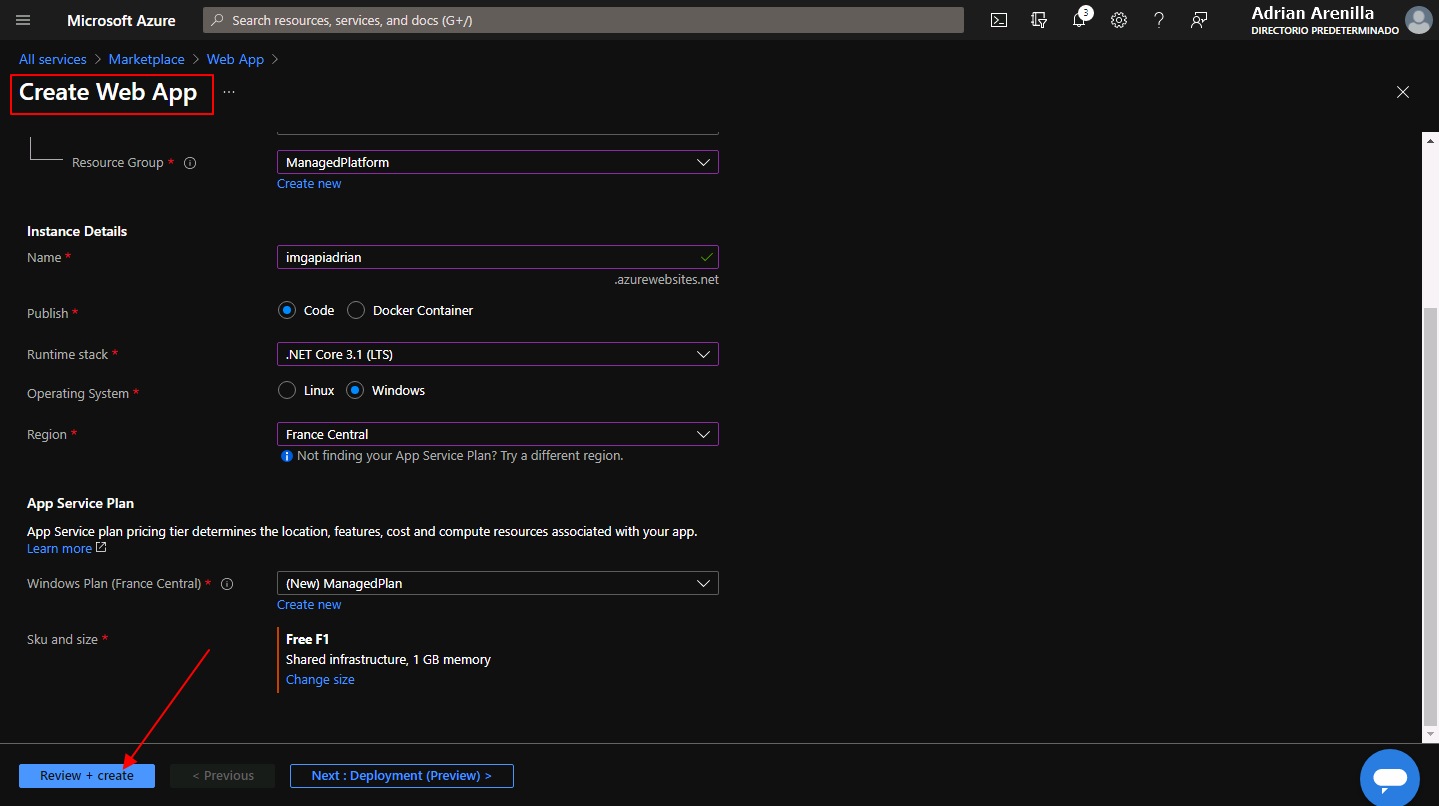 Microsoft Azure
Search resources, services, and docs (G+/)
3
Adrian Arenilla
DIRECTORIO PREDETERMINADO
All services > Marketplace > Web App >
Create Web App ...
Resource Group *
ManagedPlatform
Create new
Instance Details
Name *
imgapiadrian
.azurewebsites.net
Publish *
Code
Docker Container
Runtime stack *
.NET Core 3.1 (LTS)
Operating System *
Linux
Windows
Region *
France Central
Not finding your App Service Plan? Try a different region.
App Service Plan
App Service plan pricing tier determines the location, features, cost and compute resources associated with your app.
Learn more
Windows Plan (France Central) *
(New) ManagedPlan
Create new
Sku and size *
Free F1
Shared infrastructure, 1 GB memory
Change size
Review + create
< Previous
Next : Deployment (Preview) >